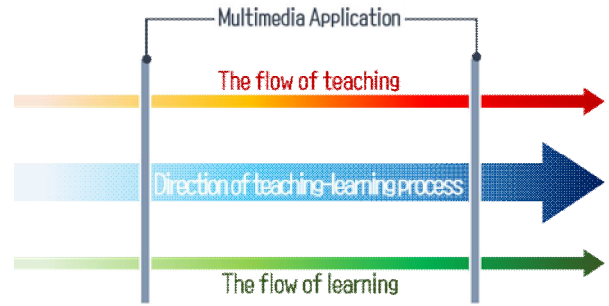 Multimedia Application
The flow of teaching
Direction of teaching-learning process
The flow of learning